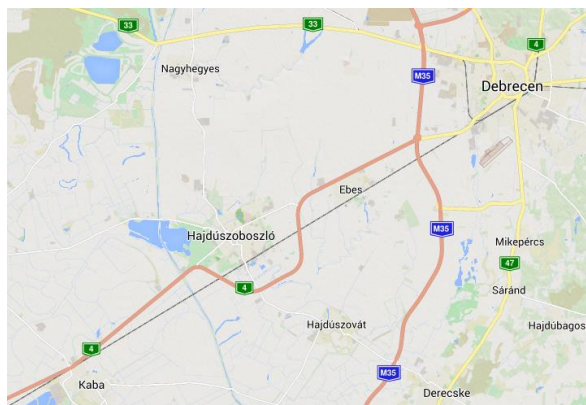 33
33
4
Nagyhegyes
M35
Debrecen
Ebes
Hajdúszoboszló
M35
Mikepércs
47
4
Sáránd
Hajdúszovát
Hajdúbagos
4
M35
Kaba
Derecske